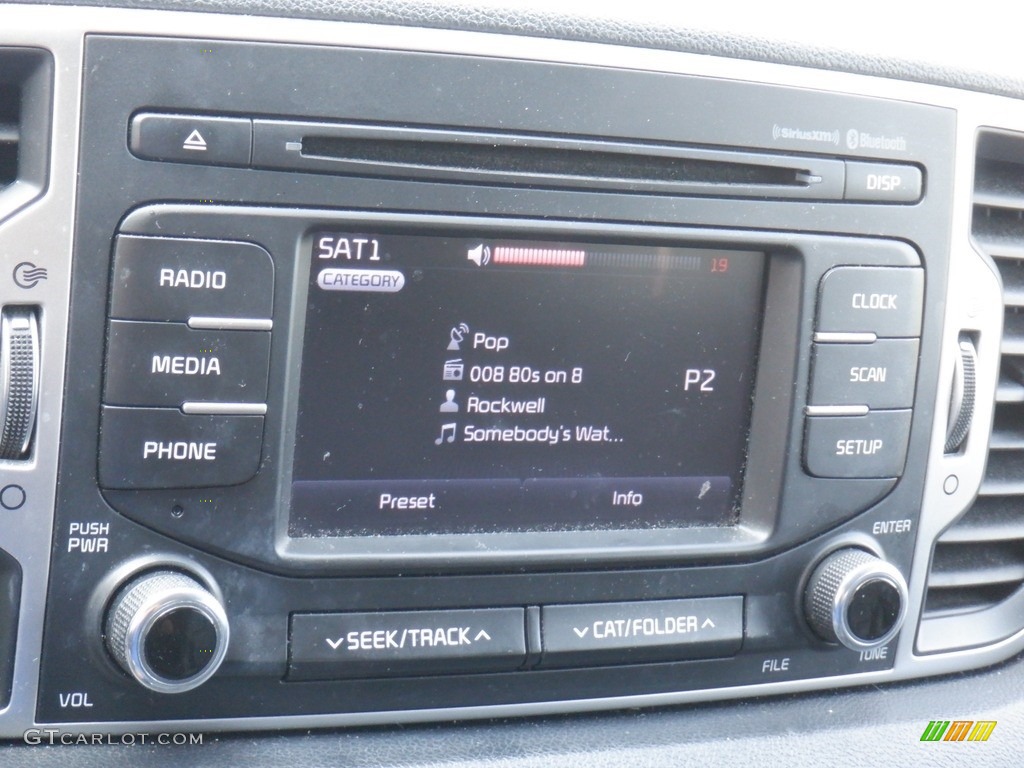 SiriusXM Bluetooth
DISP
SAT1
19
CATEGORY
RADIO
MEDIA
PHONE
Pop
008 80s on 8
P2
Rockwell
Somebody's Wat...
Preset
Info
CLOCK
SCAN
SETUP
PUSH
PWR
ENTER
SEEK/TRACK
CAT/FOLDER
VOL
FILE
TUNE
GTCARLOT.COM